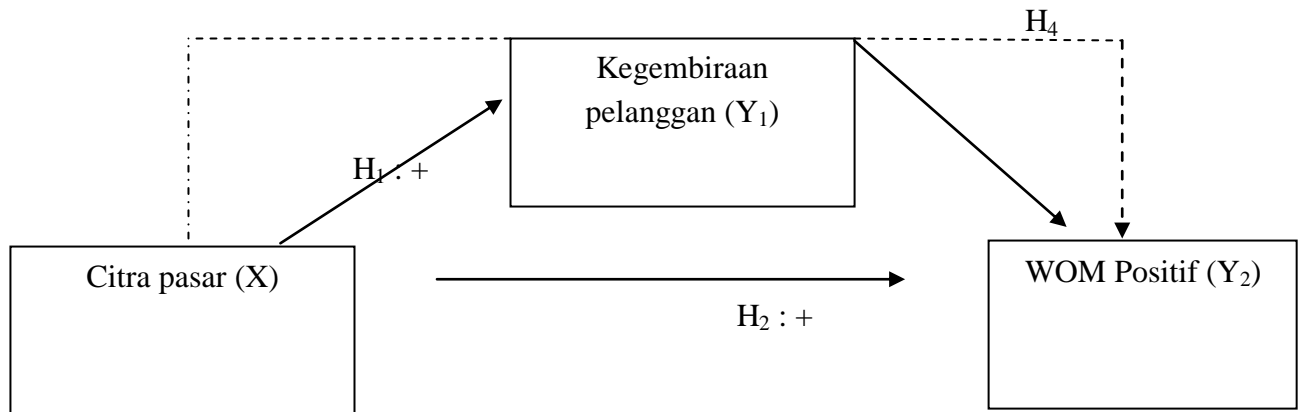 H₄
Kegembiraan
pelanggan (Y₁)
H₁ : +
Citra pasar (X)
WOM Positif (Y₂)
H₂ : +